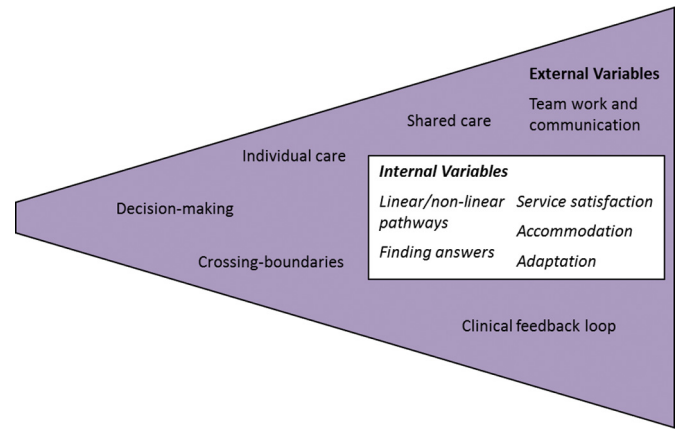 External Variables
Team work and
communication
Shared care
Individual care
Internal Variables
Linear/non-linear
pathways
Finding answers
Service satisfaction
Accommodation
Adaptation
Decision-making
Crossing-boundaries
Clinical feedback loop